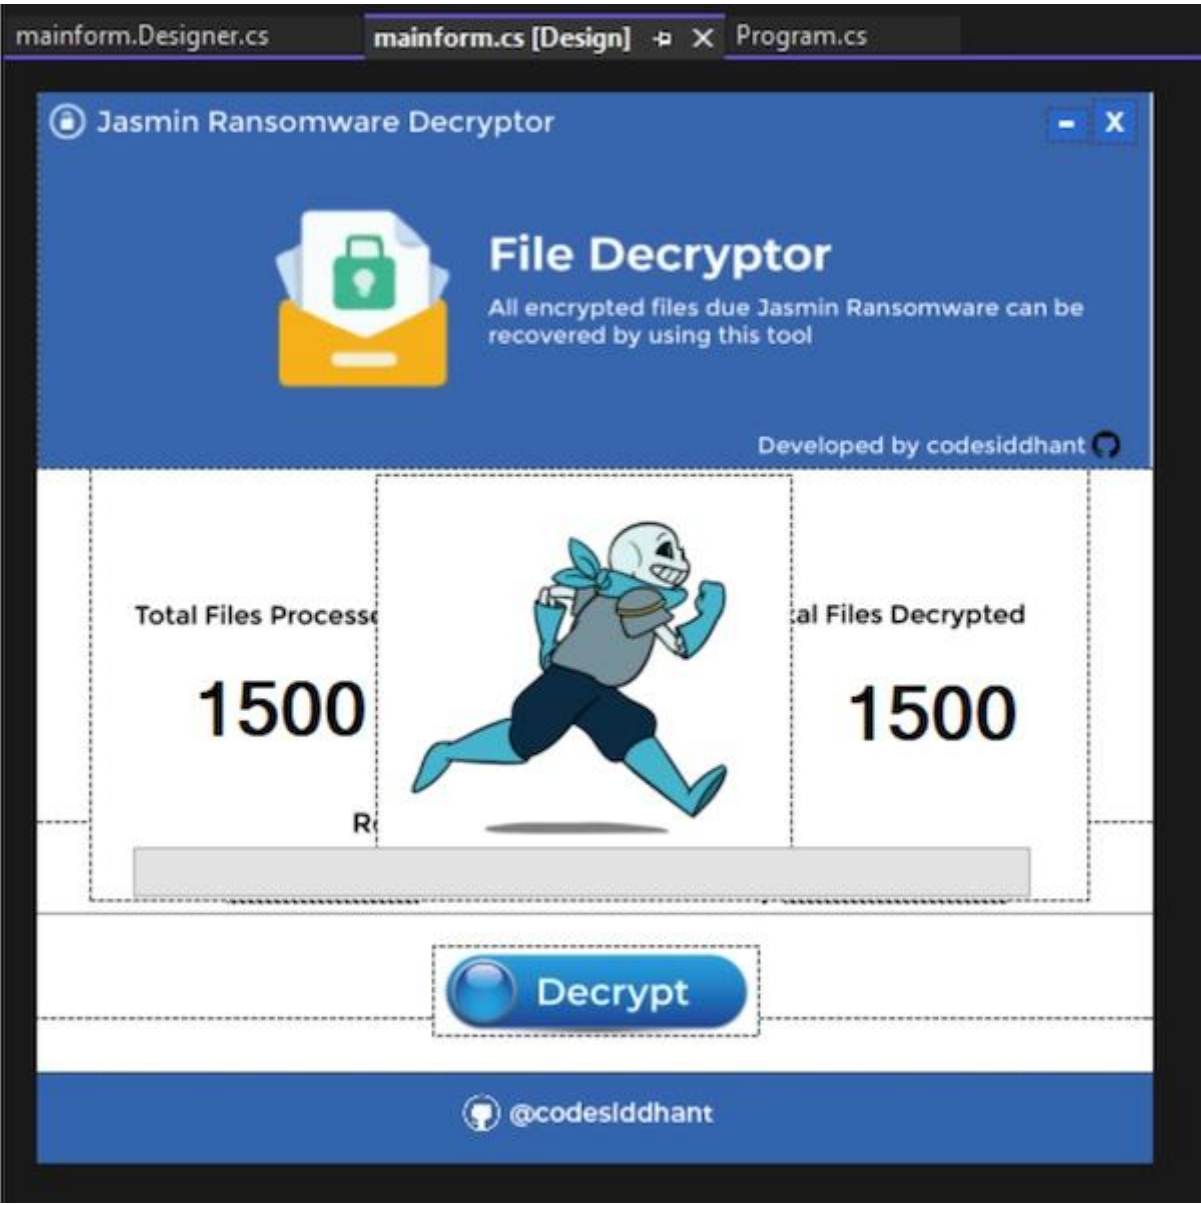 mainform.Designer.cs
mainform.cs [Design]
Program.cs
Jasmin Ransomware Decryptor
- X
File Decryptor
All encrypted files due Jasmin Ransomware can be
recovered by using this tool
Developed by codesiddhant
Total Files Processe
al Files Decrypted
1500
1500
R
Decrypt
@codesiddhant